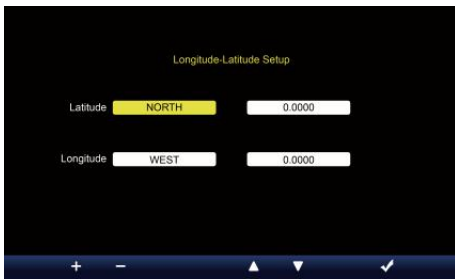 Longitude-Latitude Setup
Latitude NORTH 0.0000
Longitude WEST 0.0000
+ −